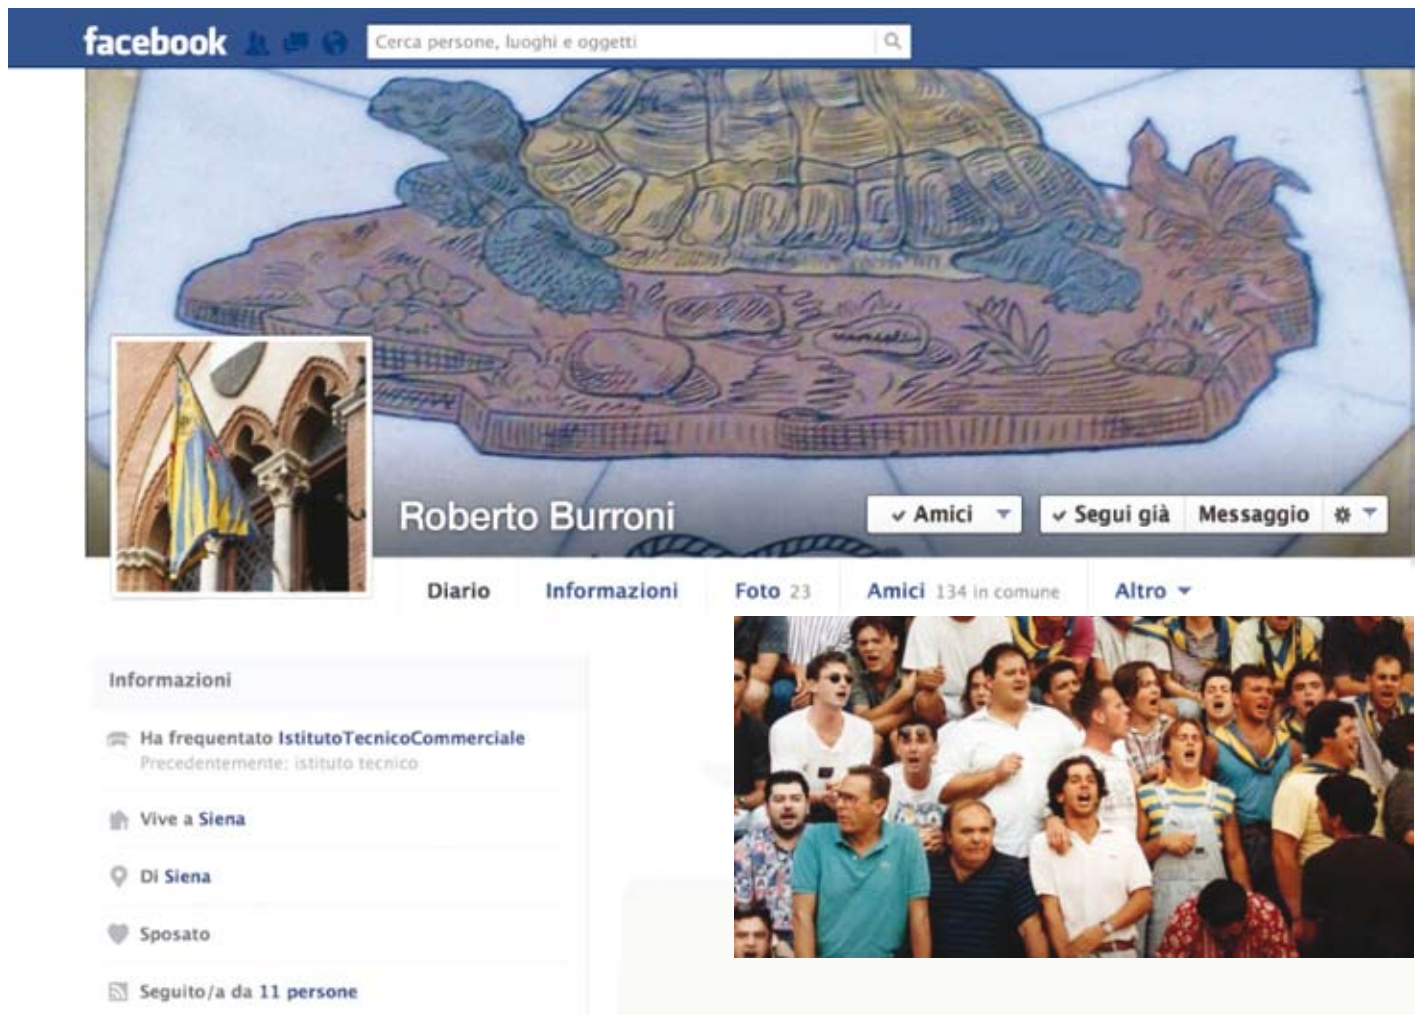 facebook
Cerca persone, luoghi e oggetti
Roberto Burroni
Amici
Segui già
Messaggio
Diario
Informazioni
Foto 23
Amici 134 in comune
Altro
Informazioni
Ha frequentato IstitutoTecnicoCommerciale
Precedentemente: istituto tecnico
Vive a Siena
Di Siena
Sposato
Seguito/a da 11 persone